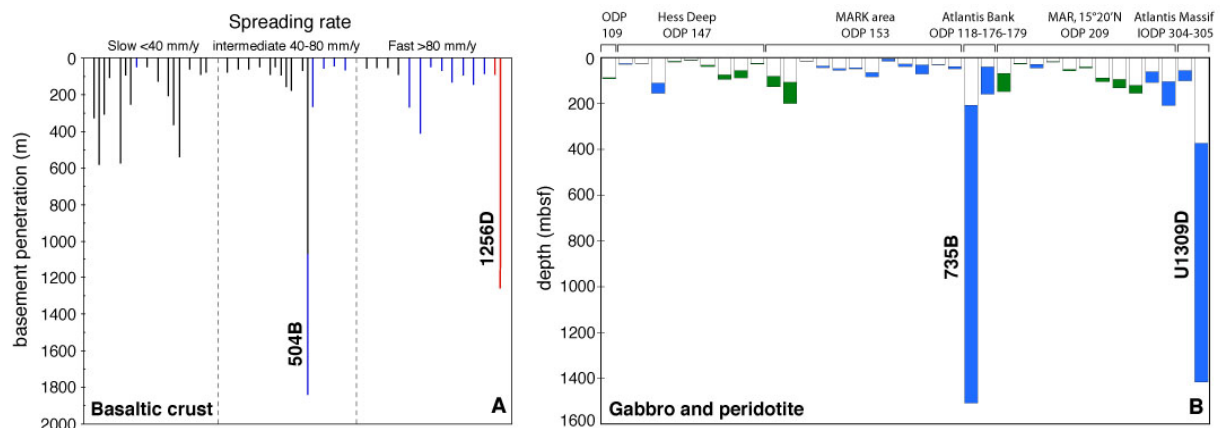 Spreading rate
Slow <40 mm/y intermediate 40-80 mm/y Fast >80 mm/y
0
200
400
600
800
1000
1200
1400
1600
1800
2000
basement penetration (m)
504B
1256D
Basaltic crust A
ODP Hess Deep MARK area Atlantis Bank MAR, 15°20'N Atlantis Massif
109 ODP 147 ODP 153 ODP 118-176-179 ODP 209 IODP 304-305
0
200
400
600
800
1000
1200
1400
1600
depth (mbsf)
735B
U1309D
Gabbro and peridotite B